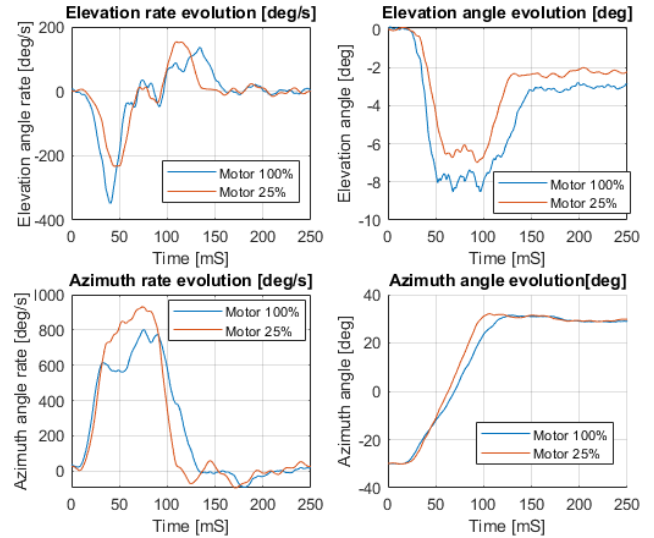 Elevation rate evolution [deg/s]
Elevation angle rate [deg/s]
200
0
-200
-400
0 50 100 150 200 250
Time [mS]
Motor 100%
Motor 25%
Elevation angle evolution [deg]
Elevation angle [deg]
0
-2
-4
-6
-8
-10
0 50 100 150 200 250
Time [mS]
Motor 100%
Motor 25%
Azimuth rate evolution [deg/s]
Azimuth angle rate [deg/s]
1000
800
600
400
200
0
0 50 100 150 200 250
Time [mS]
Motor 100%
Motor 25%
Azimuth angle evolution[deg]
Azimuth angle [deg]
40
20
0
-20
-40
0 50 100 150 200 250
Time [mS]
Motor 100%
Motor 25%